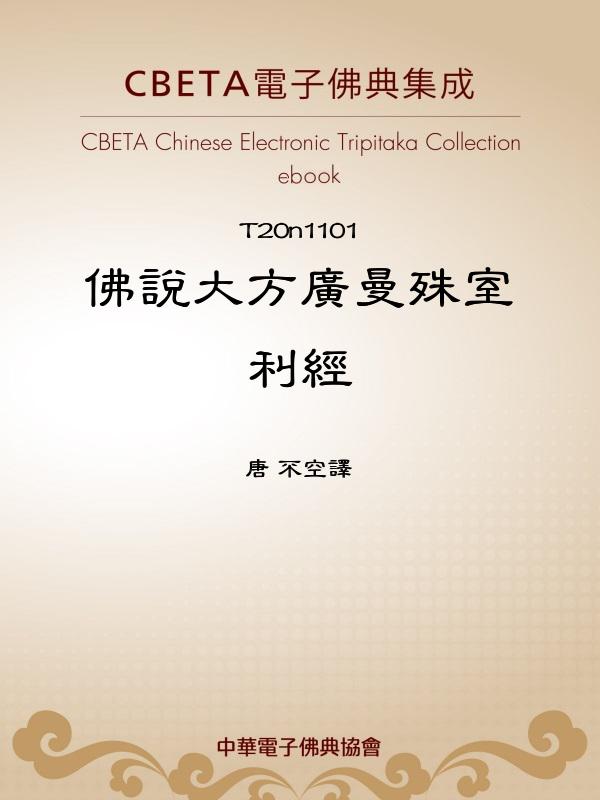 CBETA電子佛典集成
CBETA Chinese Electronic Tripitaka Collection
ebook
T20n1101
佛說大方廣曼殊室
利經
唐 不空譯
中華電子佛典協會